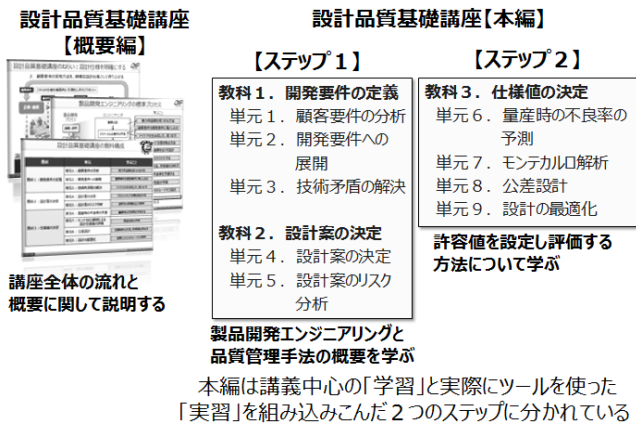 設計品質基礎講座
【概要編】
設計品質基礎講座【本編】
【ステップ１】
【ステップ２】
教科１．開発要件の定義
単元１．顧客要件の分析
単元２．開発要件への
展開
単元３．技術矛盾の解決
教科２．設計案の決定
単元４．設計案の決定
単元５．設計案のリスク
分析
教科３．仕様値の決定
単元６．量産時の不良率の
予測
単元７．モンテカルロ解析
単元８．公差設計
単元９．設計の最適化
許容値を設定し評価する
方法について学ぶ
講座全体の流れと
概要に関して説明する
製品開発エンジニアリングと
品質管理手法の概要を学ぶ
本編は講義中心の「学習」と実際にツールを使った
「実習」を組み込みこんだ２つのステップに分かれている